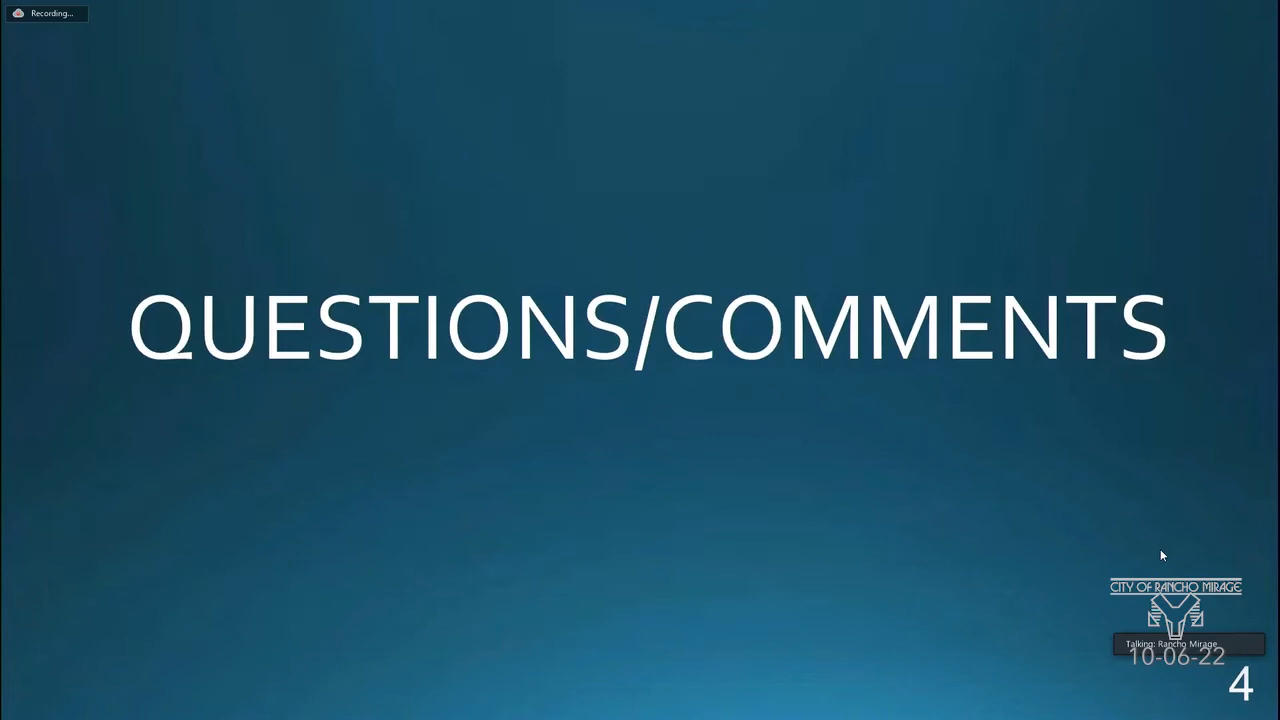 Recording...
QUESTIONS/COMMENTS
CITY OF RANCHO MIRAGE
Talking: Rancho Mirage
10-06-22
4